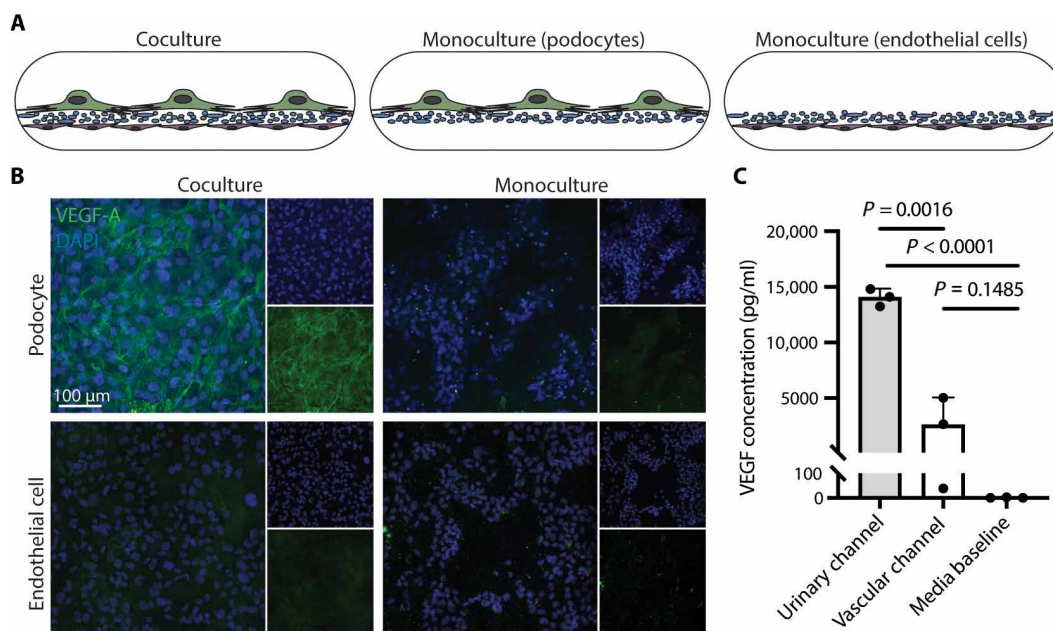 A
Coculture
Monoculture (podocytes)
Monoculture (endothelial cells)
B
Coculture
Monoculture
Podocyte
VEGF-A
DAPI
100 μm
Endothelial cell
C
P = 0.0016
P < 0.0001
P = 0.1485
VEGF concentration (pg/ml)
20,000
15,000
10,000
5000
100
0
Urinary channel
Vascular channel
Media baseline